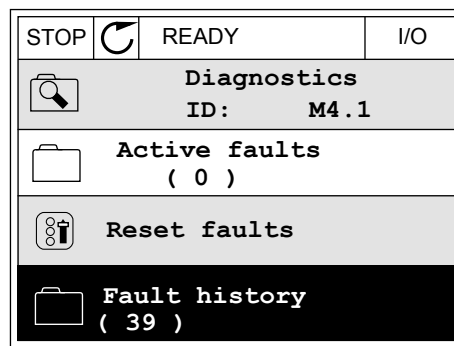 STOP READY I/O
Diagnostics
ID: M4.1
Active faults
( 0 )
Reset faults
Fault history
( 39 )